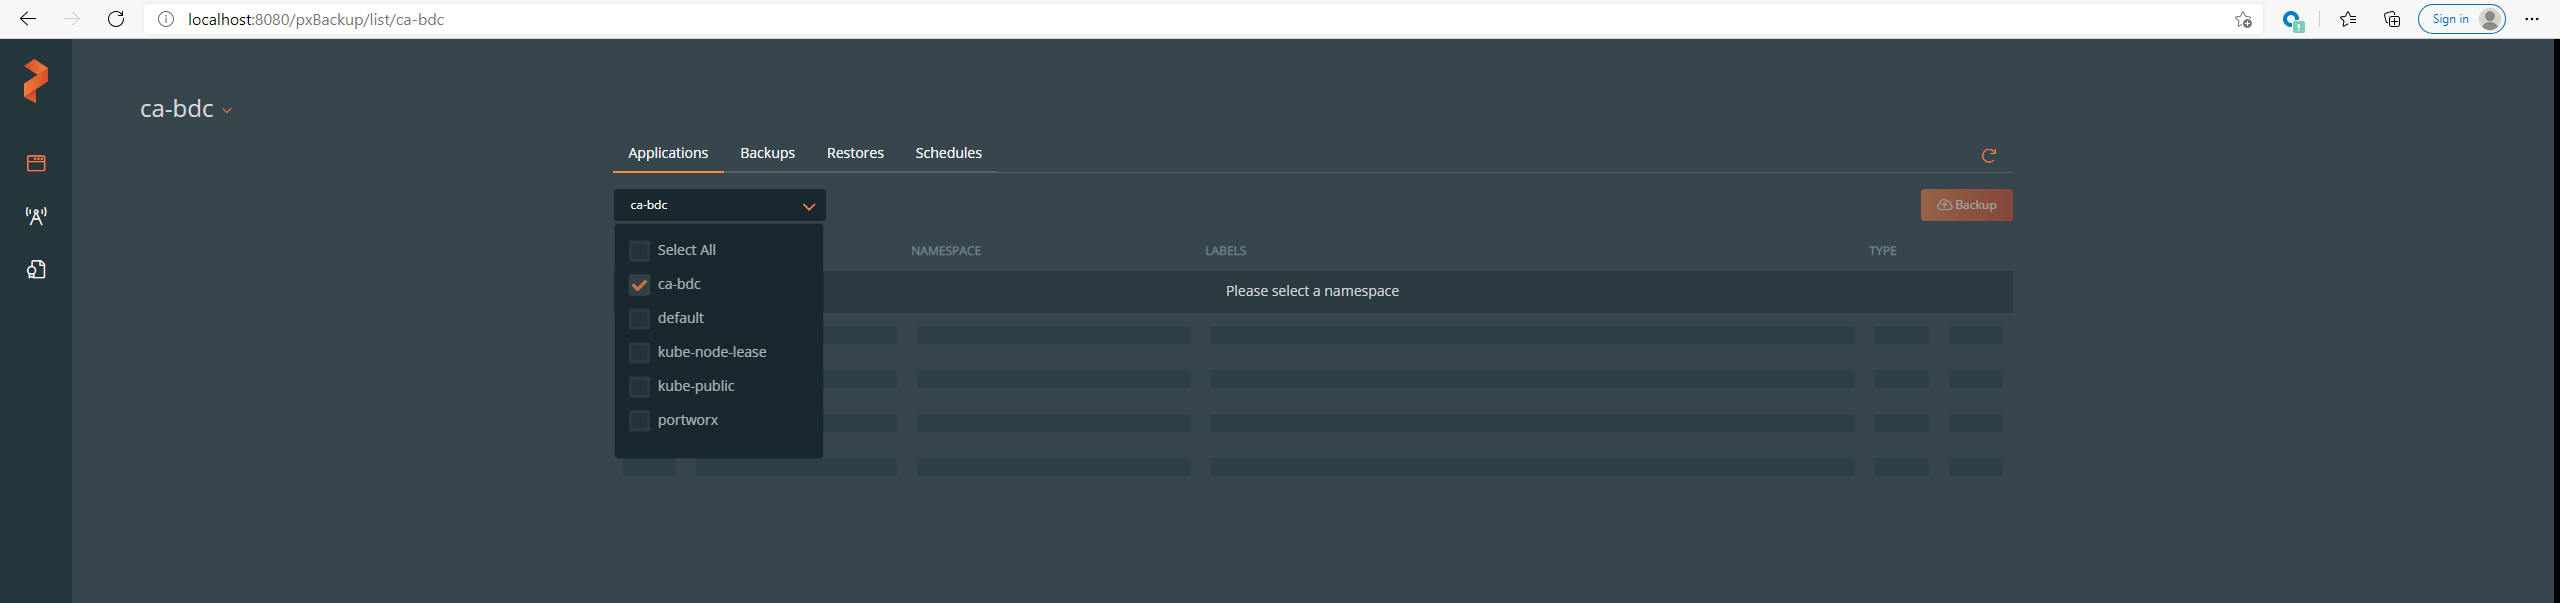 localhost:8080/pxBackup/list/ca-bdc
Sign in
ca-bdc
Applications Backups Restores Schedules
ca-bdc
Backup
Select All
NAMESPACE LABELS TYPE
ca-bdc
Please select a namespace
default
kube-node-lease
kube-public
portworx